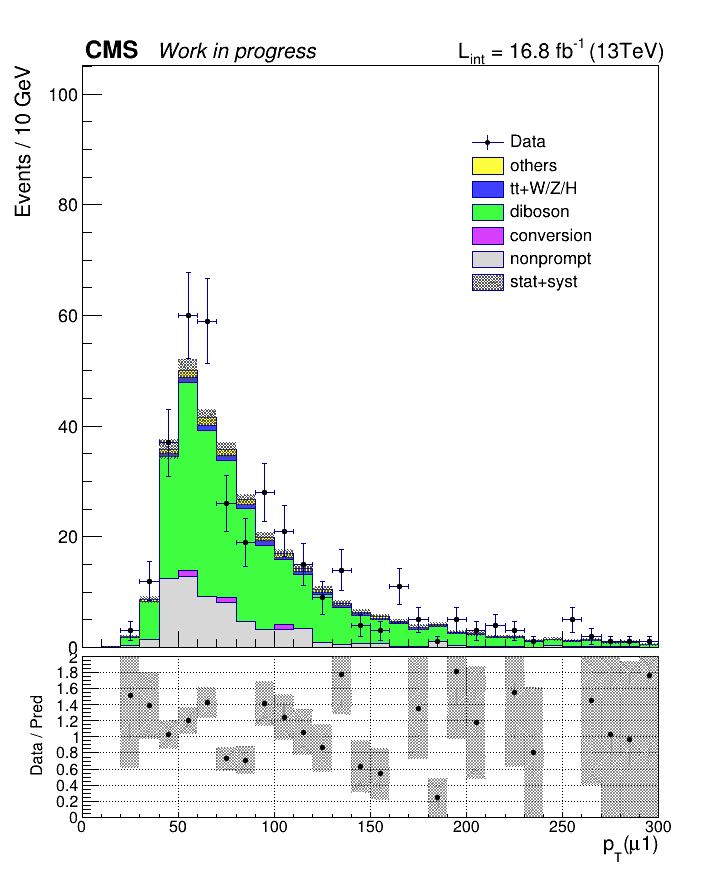 CMS Work in progress L_int = 16.8 fb^-1 (13TeV)
Events / 10 GeV
100
80
60
40
20
0
Data
others
tt+W/Z/H
diboson
conversion
nonprompt
stat+syst
Data / Pred
2
1.8
1.6
1.4
1.2
1
0.8
0.6
0.4
0.2
0
0 50 100 150 200 250 300
p_T(μ1)